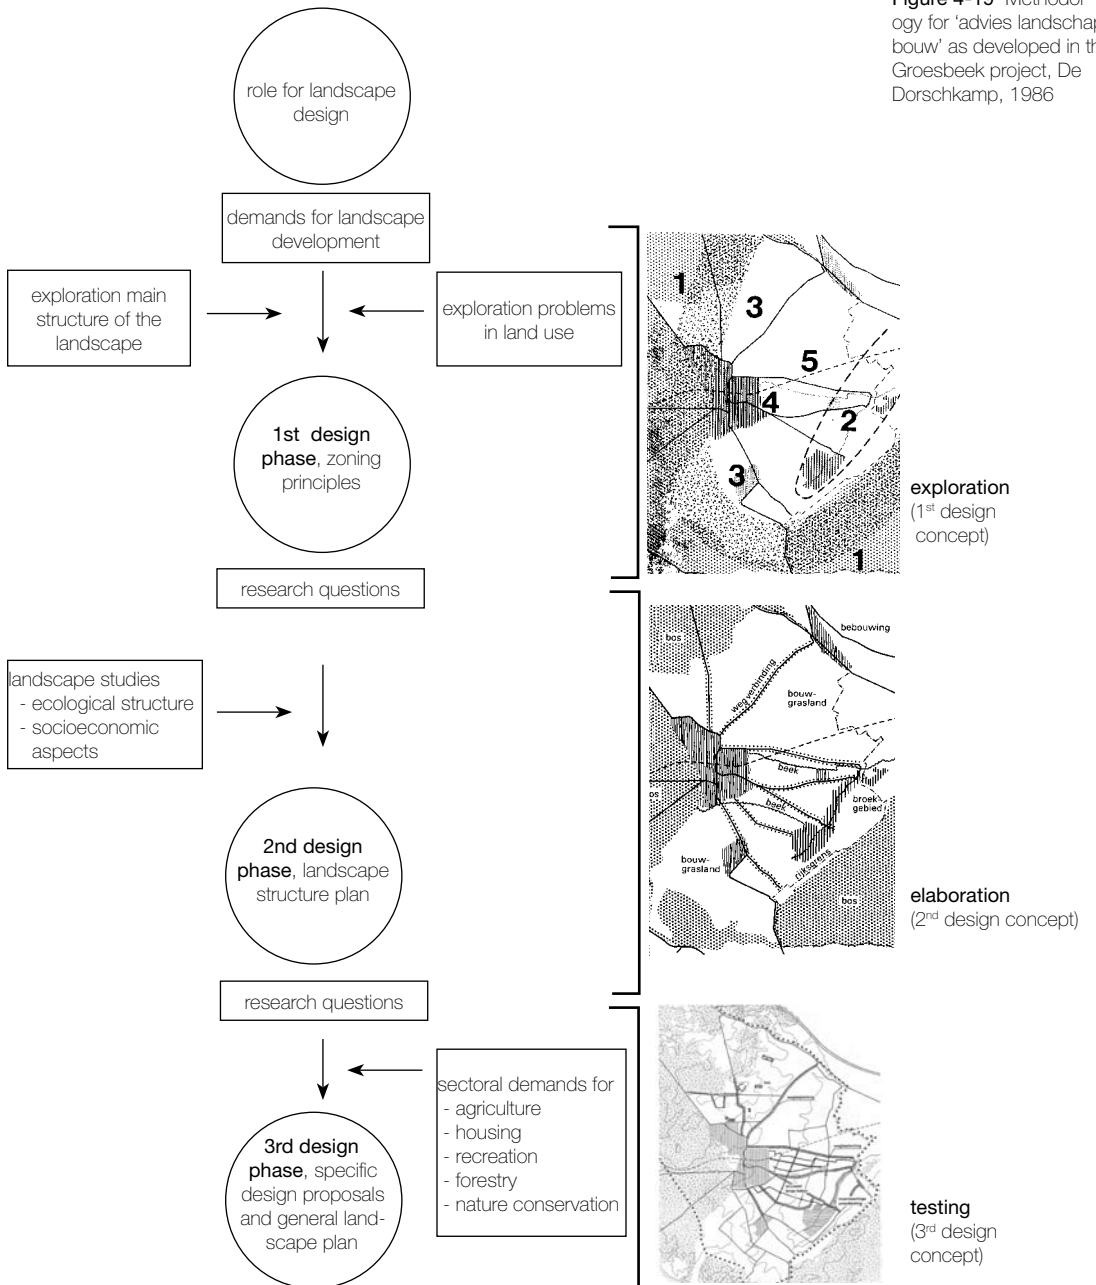 Figure 4-19 Methodol-
ogy for ‘advies landschap
bouw’ as developed in th
Groesbeek project, De
Dorschkamp, 1986
role for landscape
design
demands for landscape
development
exploration main
structure of the
landscape
exploration problems
in land use
1st design
phase, zoning
principles
research questions
landscape studies
- ecological structure
- socioeconomic
aspects
2nd design
phase, landscape
structure plan
research questions
sectoral demands for
- agriculture
- housing
- recreation
- forestry
- nature conservation
3rd design
phase, specific
design proposals
and general land-
scape plan
1
3
5
4
2
3
1
exploration
(1st design
concept)
bos
bebouwing
weg verbinding
bouw-
grasland
beek
beek
broek
gebied
os
bouw-
grasland
rijksgrens
bos
elaboration
(2nd design concept)
testing
(3rd design
concept)